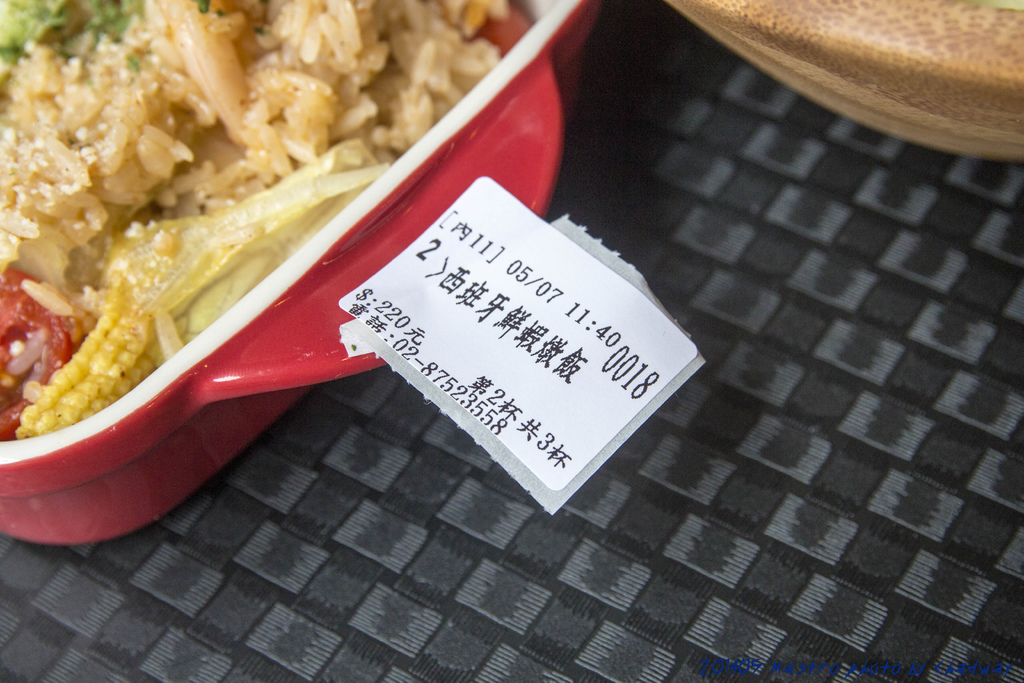 [內11] 05/07 11:40 0018
2>西班牙鮮蝦燉飯
$:220元
電話:02-87523558
第2杯共3杯